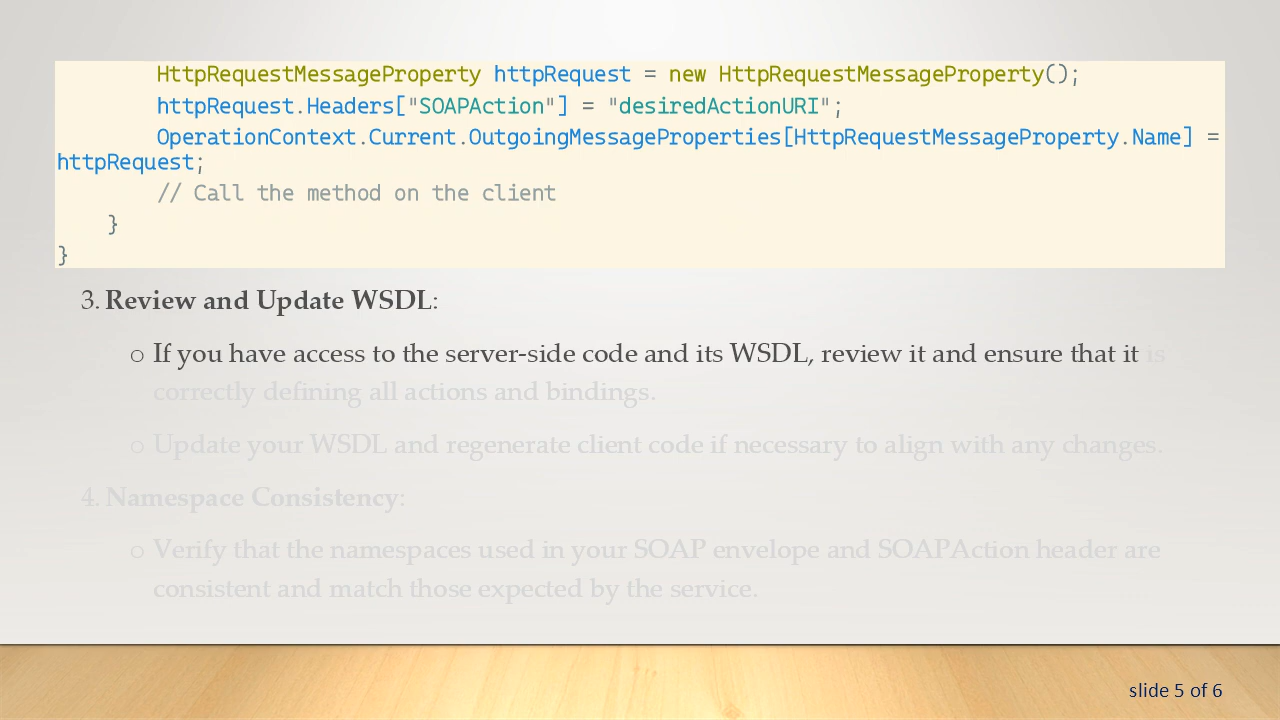 HttpRequestMessageProperty httpRequest = new HttpRequestMessageProperty();
httpRequest.Headers["SOAPAction"] = "desiredActionURI";
OperationContext.Current.OutgoingMessageProperties[HttpRequestMessageProperty.Name] =
httpRequest;
// Call the method on the client
}
}
3. Review and Update WSDL:
o If you have access to the server-side code and its WSDL, review it and ensure that it is
correctly defining all actions and bindings.
o Update your WSDL and regenerate client code if necessary to align with any changes.
4. Namespace Consistency:
o Verify that the namespaces used in your SOAP envelope and SOAPAction header are
consistent and match those expected by the service.
slide 5 of 6